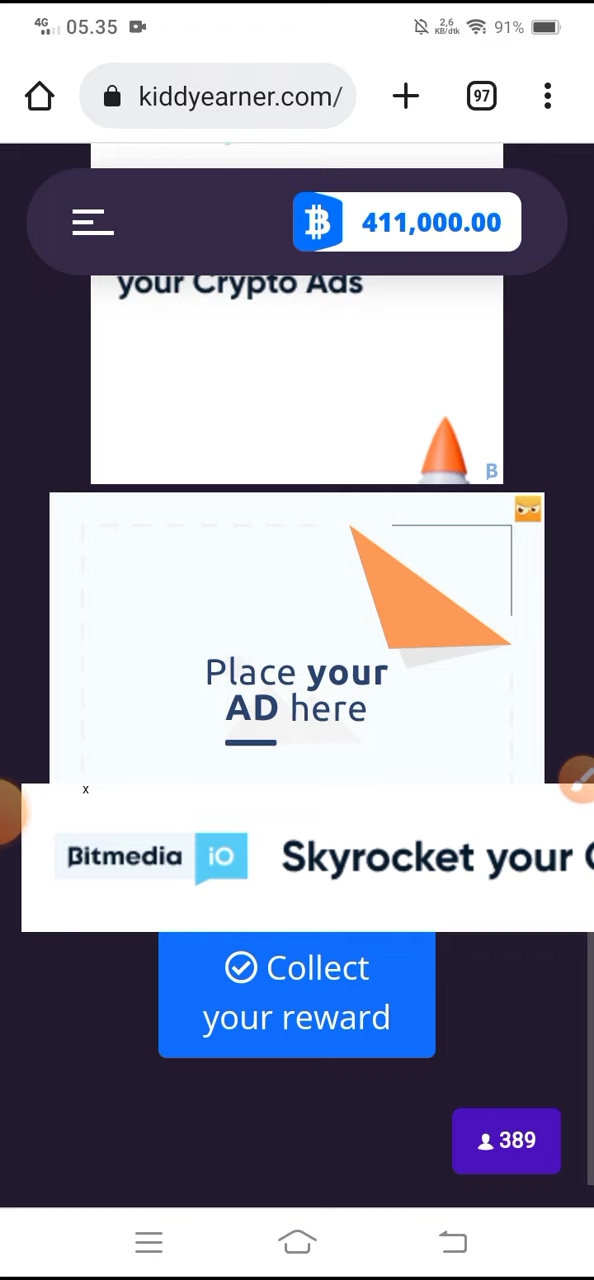 4G 05.35 2,6 KB/dtk 91%
kiddyearner.com/ 97
411,000.00
your Crypto Ads
Place your
AD here
x
Bitmedia iO Skyrocket your
Collect
your reward
389